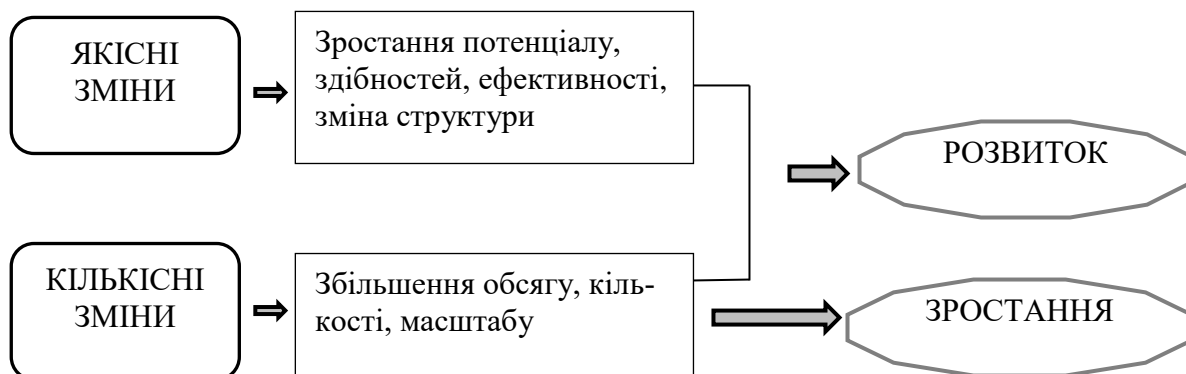 ЯКІСНІ
ЗМІНИ
Зростання потенціалу,
здібностей, ефективності,
зміна структури
РОЗВИТОК
КІЛЬКІСНІ
ЗМІНИ
Збільшення обсягу, кіль-
кості, масштабу
ЗРОСТАННЯ